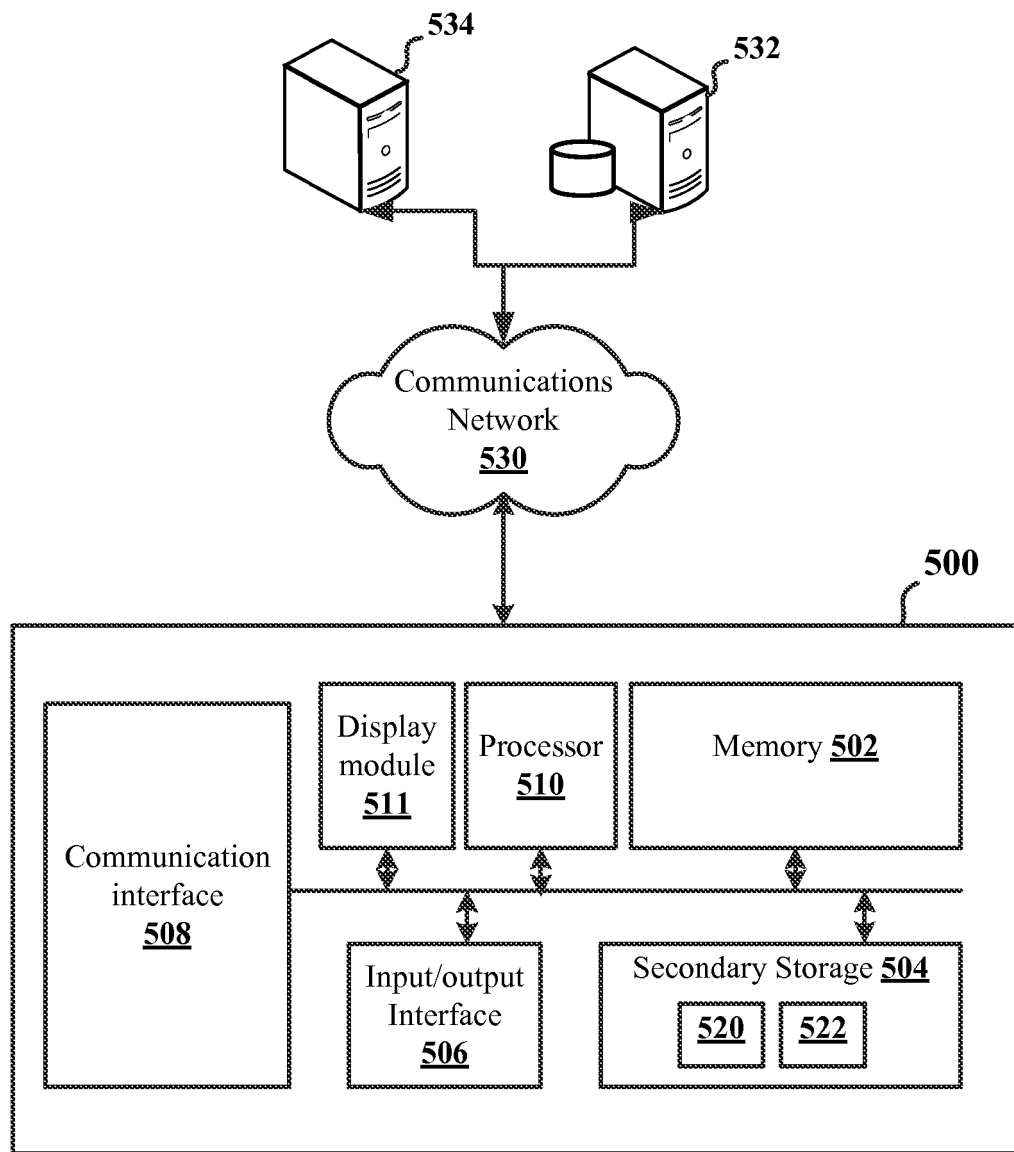 534
532
Communications
Network
530
500
Display
module
511
Processor
510
Memory 502
Communication
interface
508
Input/output
Interface
506
Secondary Storage 504
520
522